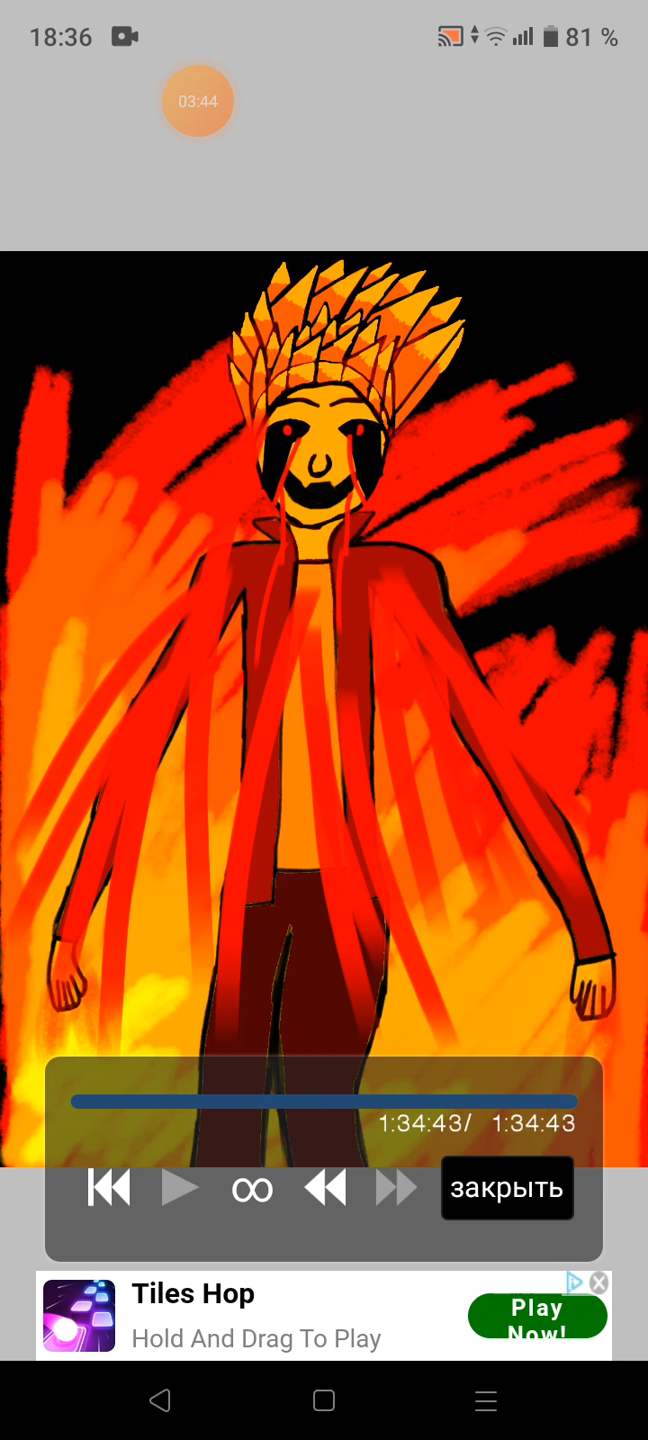 18:36
81 %
03:44
1:34:43/ 1:34:43
закрыть
Tiles Hop
Hold And Drag To Play
Play
Now!